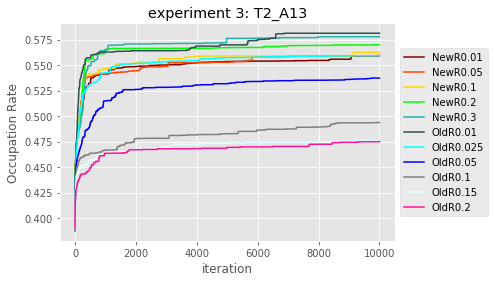 experiment 3: T2_A13
Occupation Rate
0.575
0.550
0.525
0.500
0.475
0.450
0.425
0.400
0
2000
4000
6000
8000
10000
iteration
NewR0.01
NewR0.05
NewR0.1
NewR0.2
NewR0.3
OldR0.01
OldR0.025
OldR0.05
OldR0.1
OldR0.15
OldR0.2